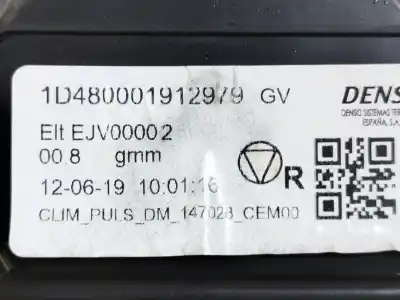 1D480001912979 GV
DENS
DENSO SISTEMAS TER
ESPAÑA, S.A.
Elt EJV00002
00.8 gmm
R
12-06-19 10:01:16
CLIM_PULS_DM_147028_CEM00